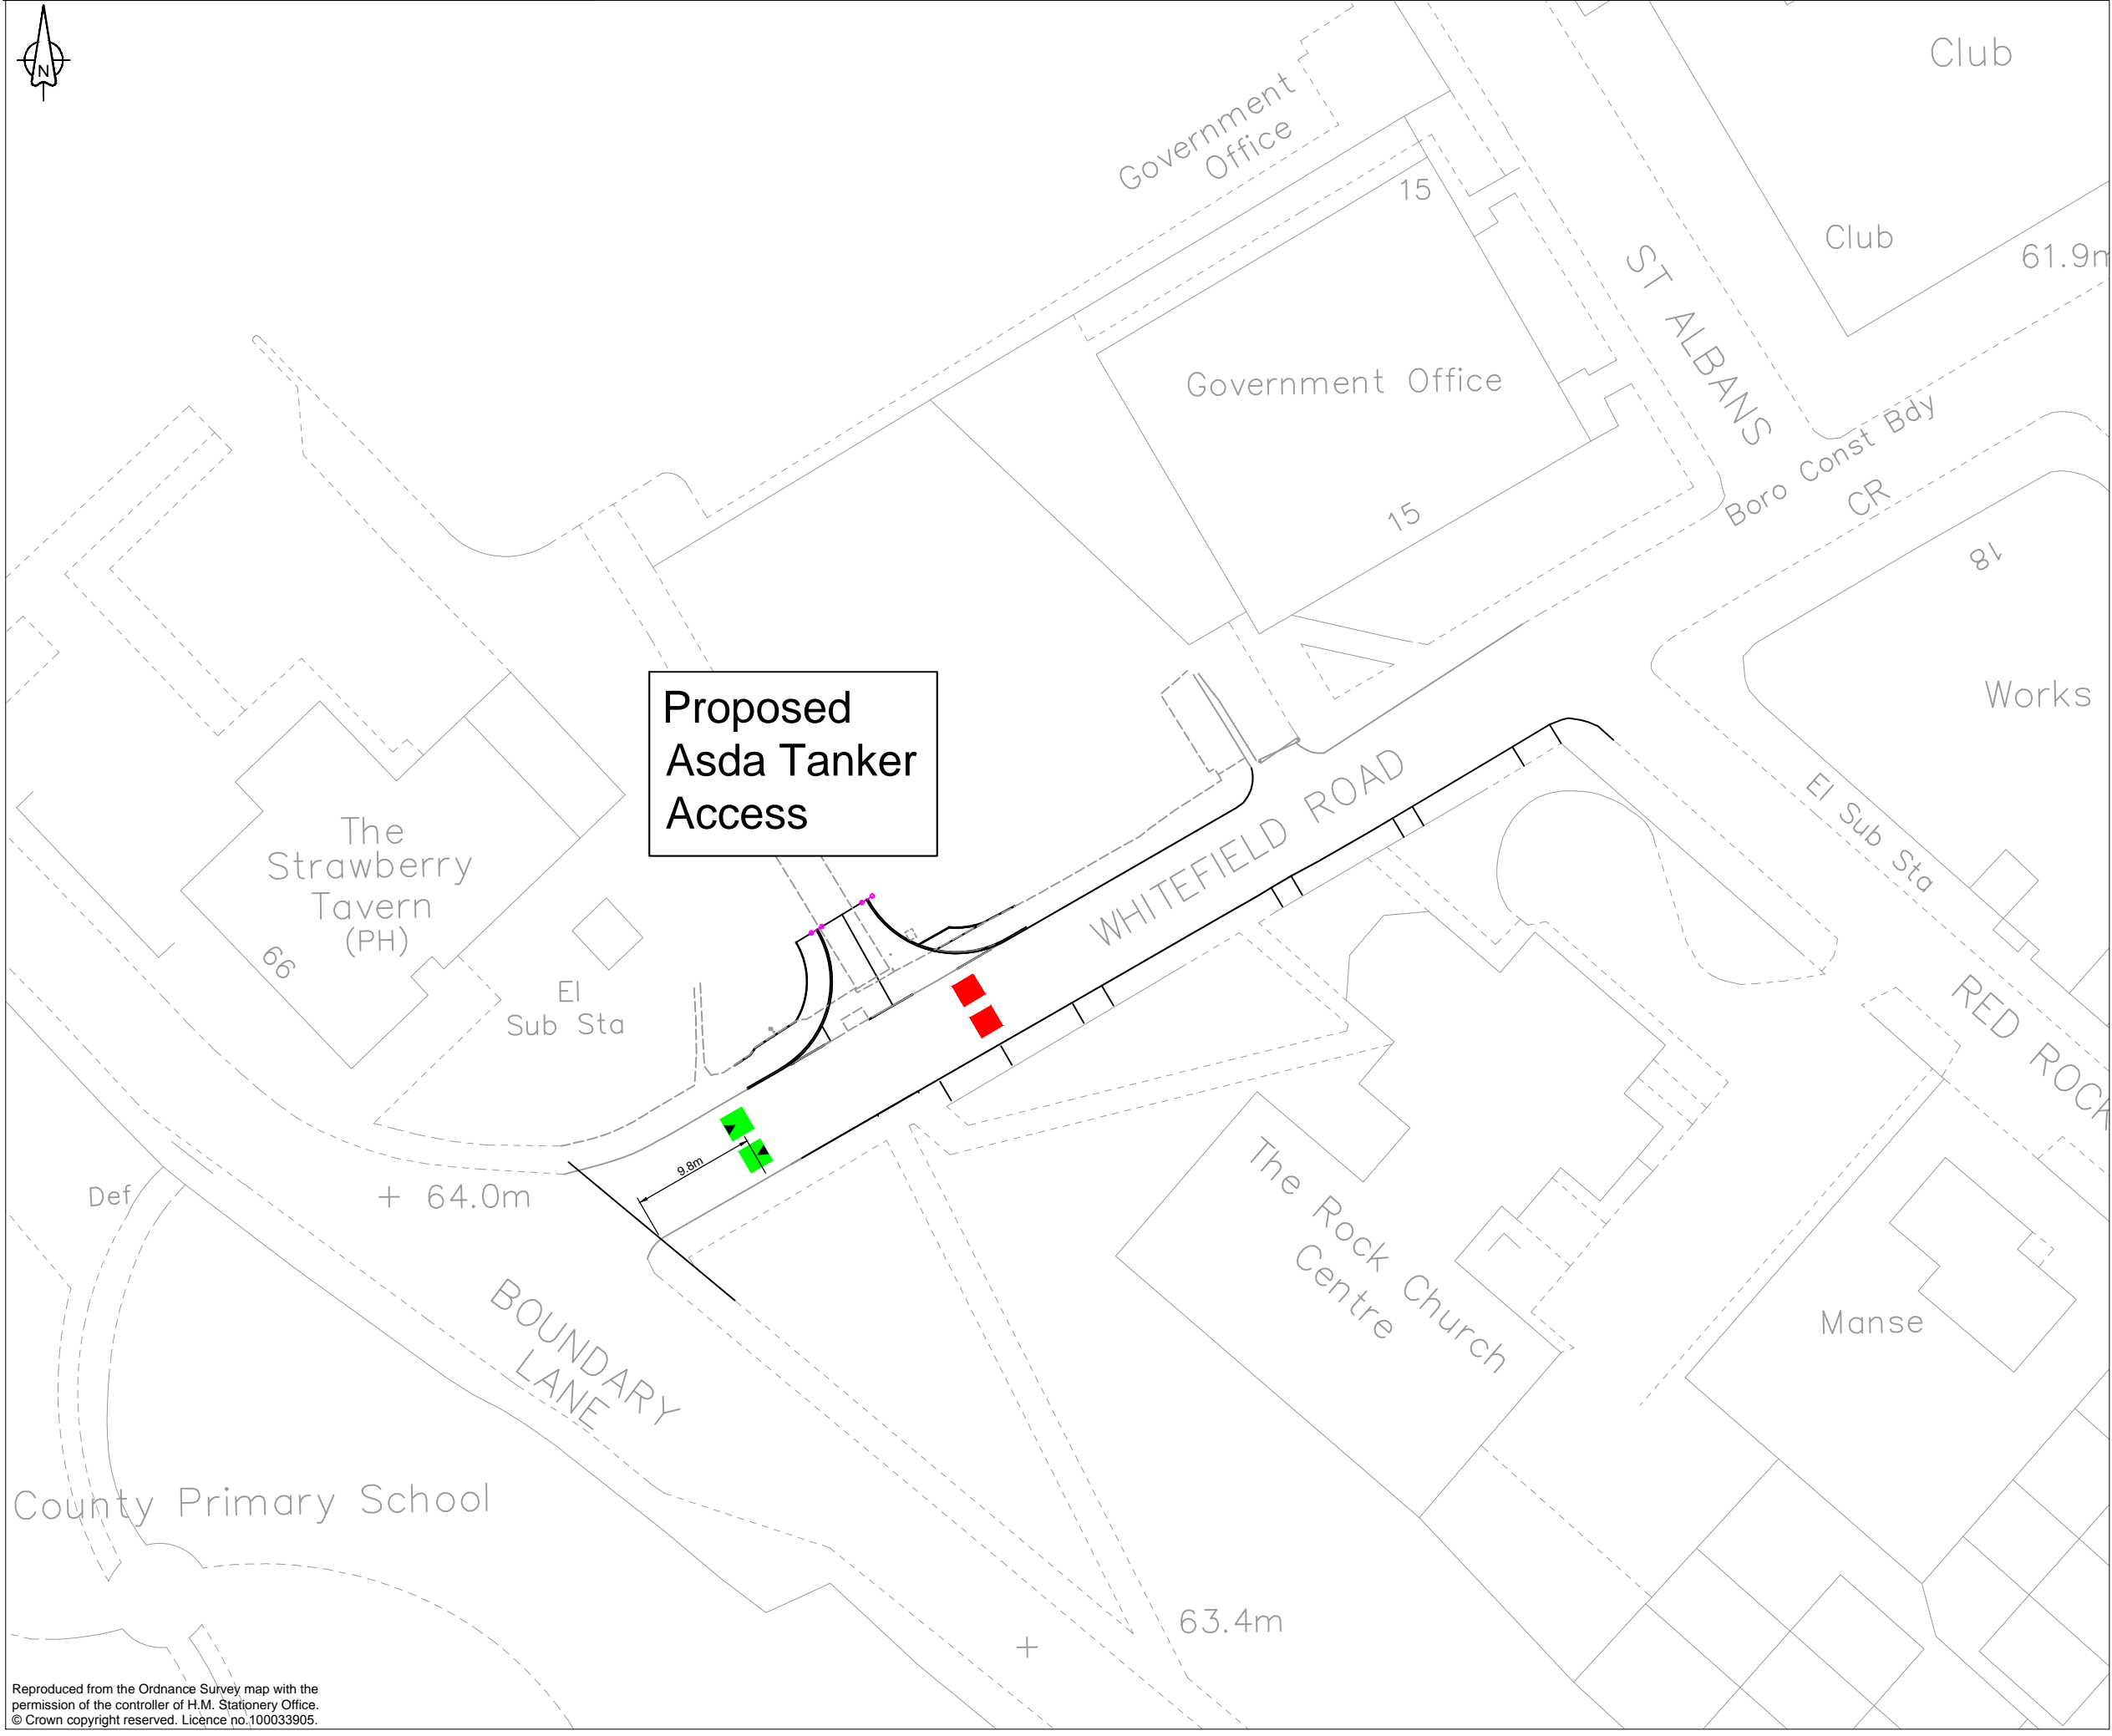 N
Club
Government
Office
15
Club
61.9m
ST ALBANS
Government Office
Boro Const Bdy
CR
15
18
Works
Proposed
Asda Tanker
Access
WHITEFIELD ROAD
El Sub Sta
The
Strawberry
Tavern
(PH)
66
El
Sub Sta
RED ROCK
9.8m
Def
+ 64.0m
The Rock Church
Centre
BOUNDARY
LANE
Manse
County Primary School
63.4m
+
Reproduced from the Ordnance Survey map with the
permission of the controller of H.M. Stationery Office.
© Crown copyright reserved. Licence no.100033905.